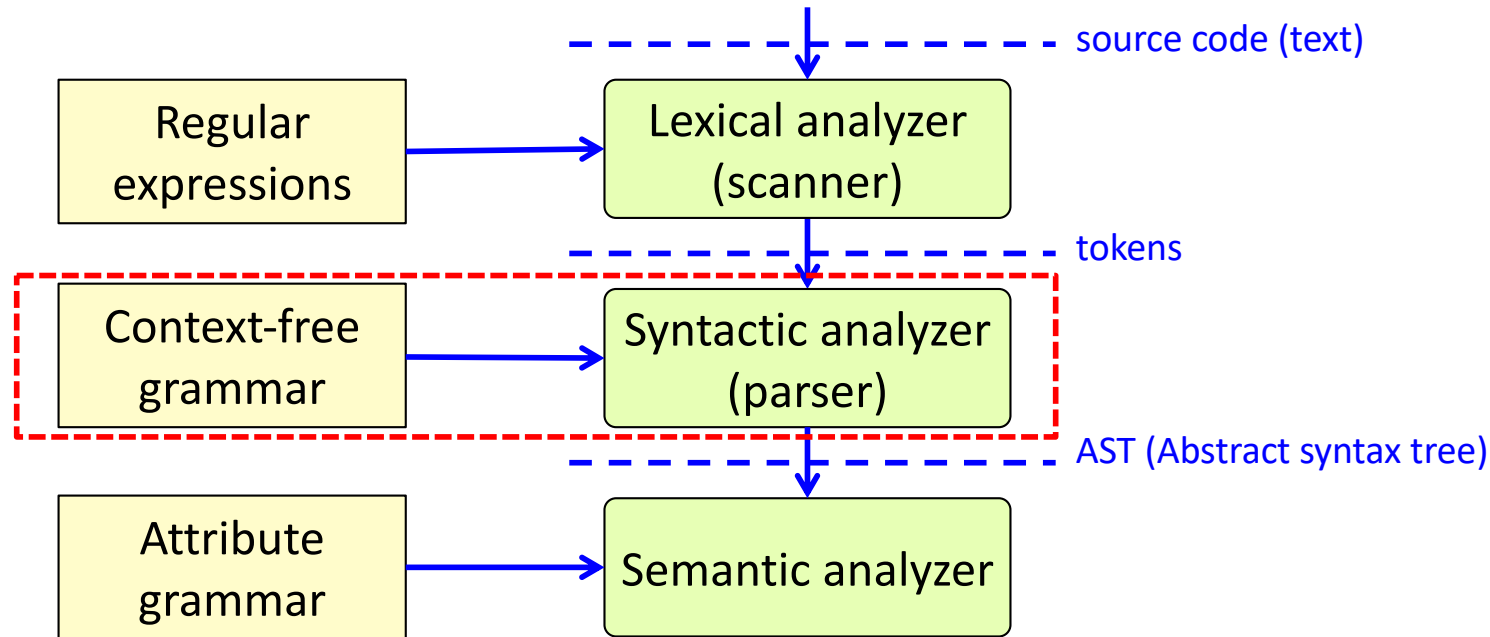 source code (text)
Regular
expressions
Lexical analyzer
(scanner)
tokens
Context-free
grammar
Syntactic analyzer
(parser)
AST (Abstract syntax tree)
Attribute
grammar
Semantic analyzer